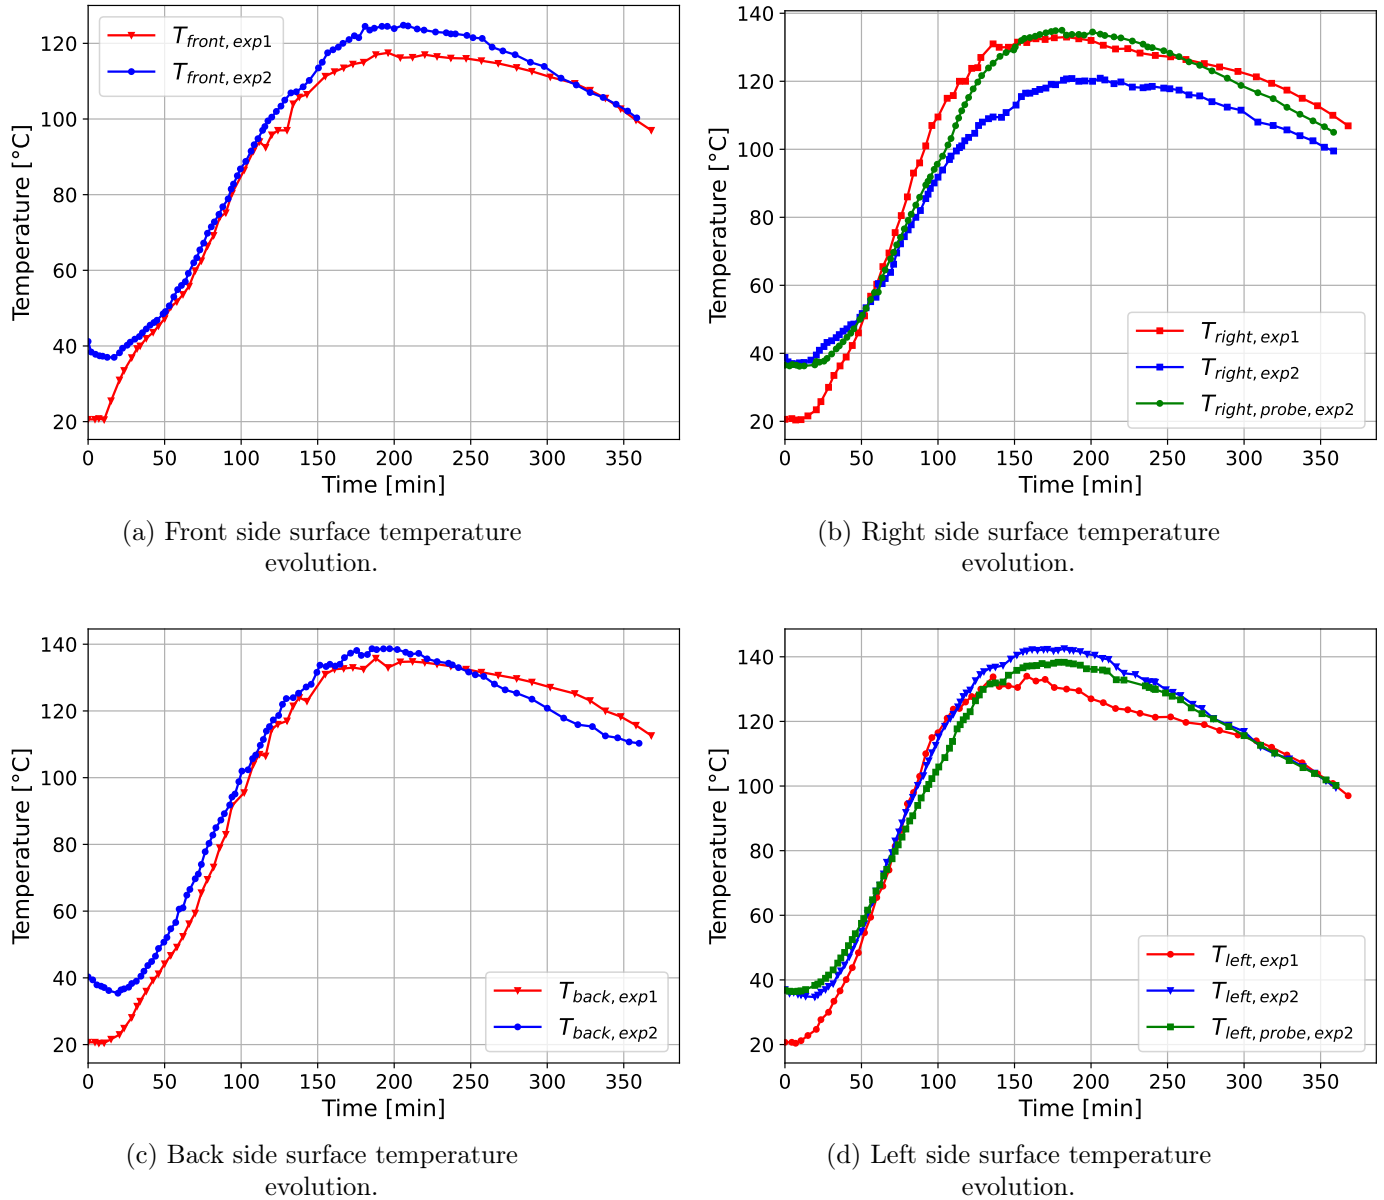 120
100
80
60
40
20
Temperature [°C]
T_front,exp1
T_front,exp2
0 50 100 150 200 250 300 350
Time [min]
(a) Front side surface temperature
evolution.
140
120
100
80
60
40
20
Temperature [°C]
T_right,exp1
T_right,exp2
T_right,probe,exp2
0 50 100 150 200 250 300 350
Time [min]
(b) Right side surface temperature
evolution.
140
120
100
80
60
40
20
Temperature [°C]
T_back,exp1
T_back,exp2
0 50 100 150 200 250 300 350
Time [min]
(c) Back side surface temperature
evolution.
140
120
100
80
60
40
20
Temperature [°C]
T_left,exp1
T_left,exp2
T_left,probe,exp2
0 50 100 150 200 250 300 350
Time [min]
(d) Left side surface temperature
evolution.